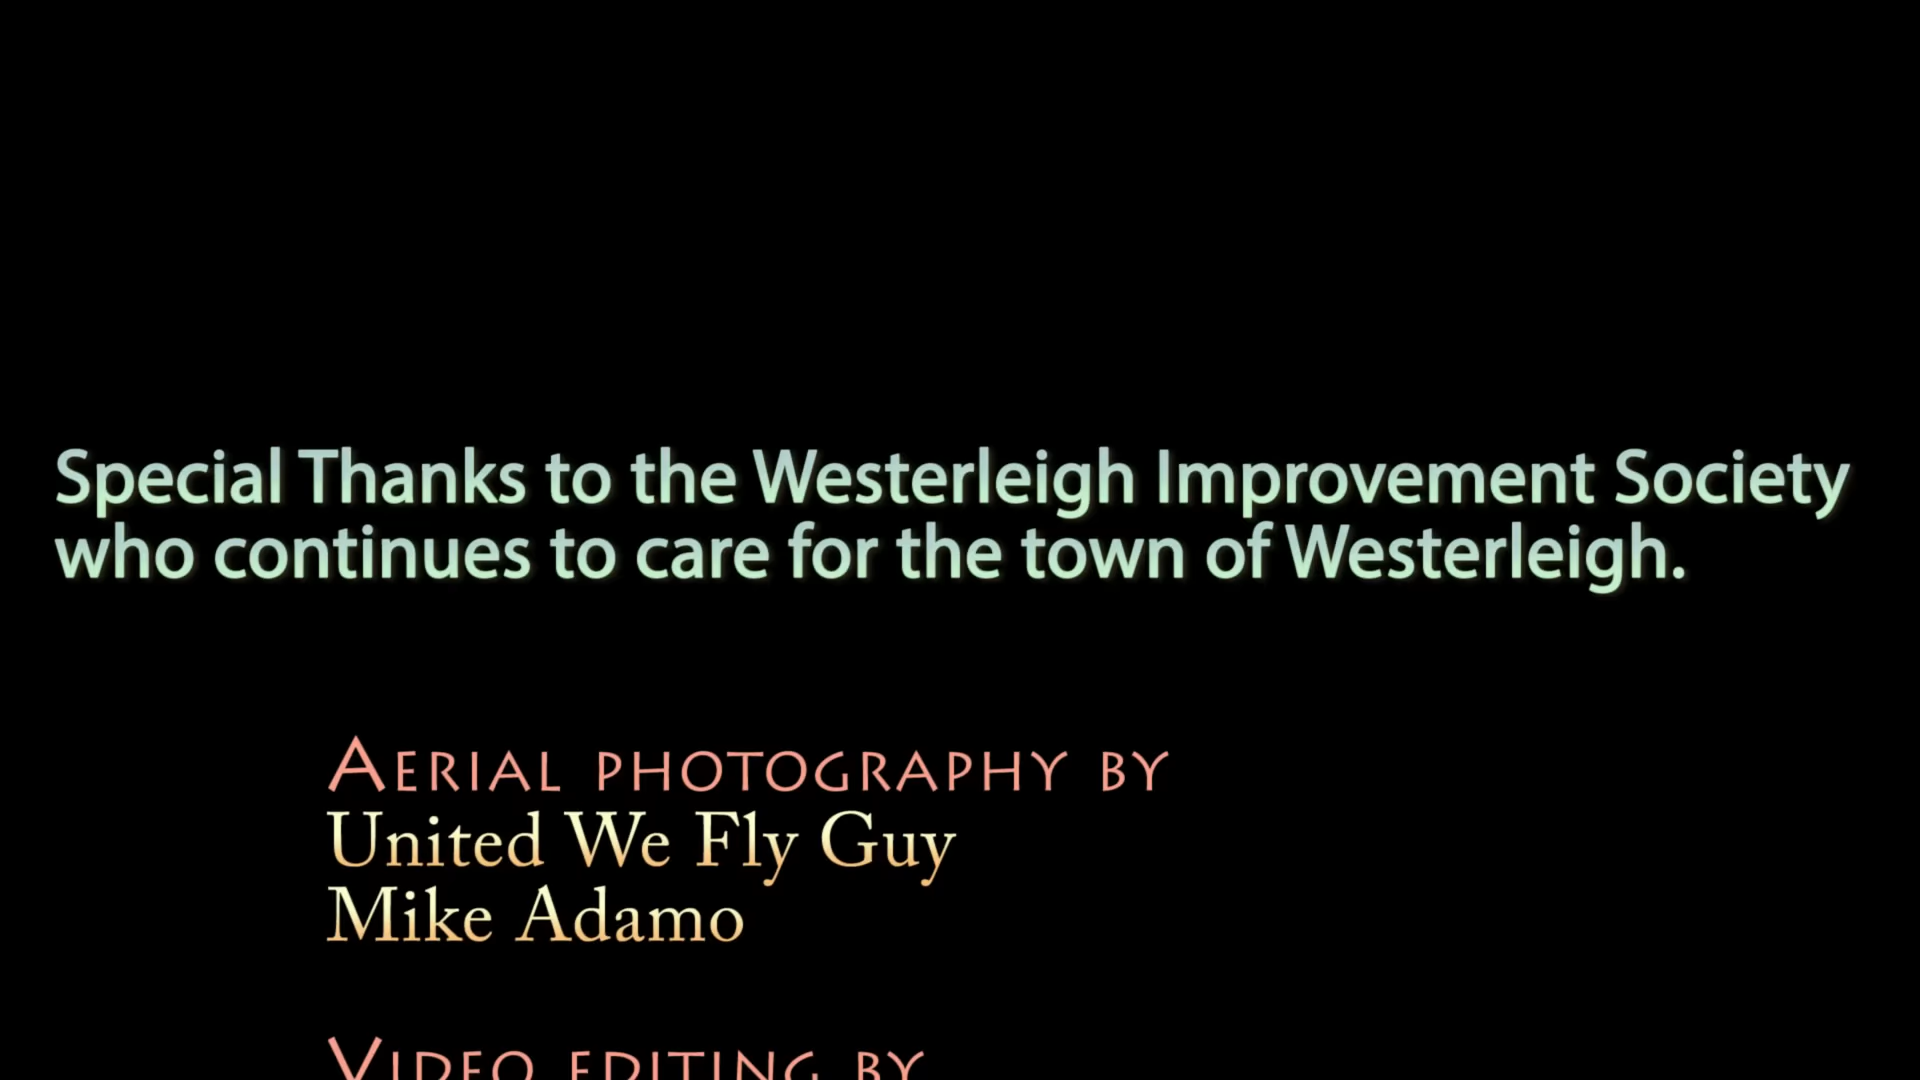 Special Thanks to the Westerleigh Improvement Society
who continues to care for the town of Westerleigh.
Aerial photography by
United We Fly Guy
Mike Adamo
Video editing by